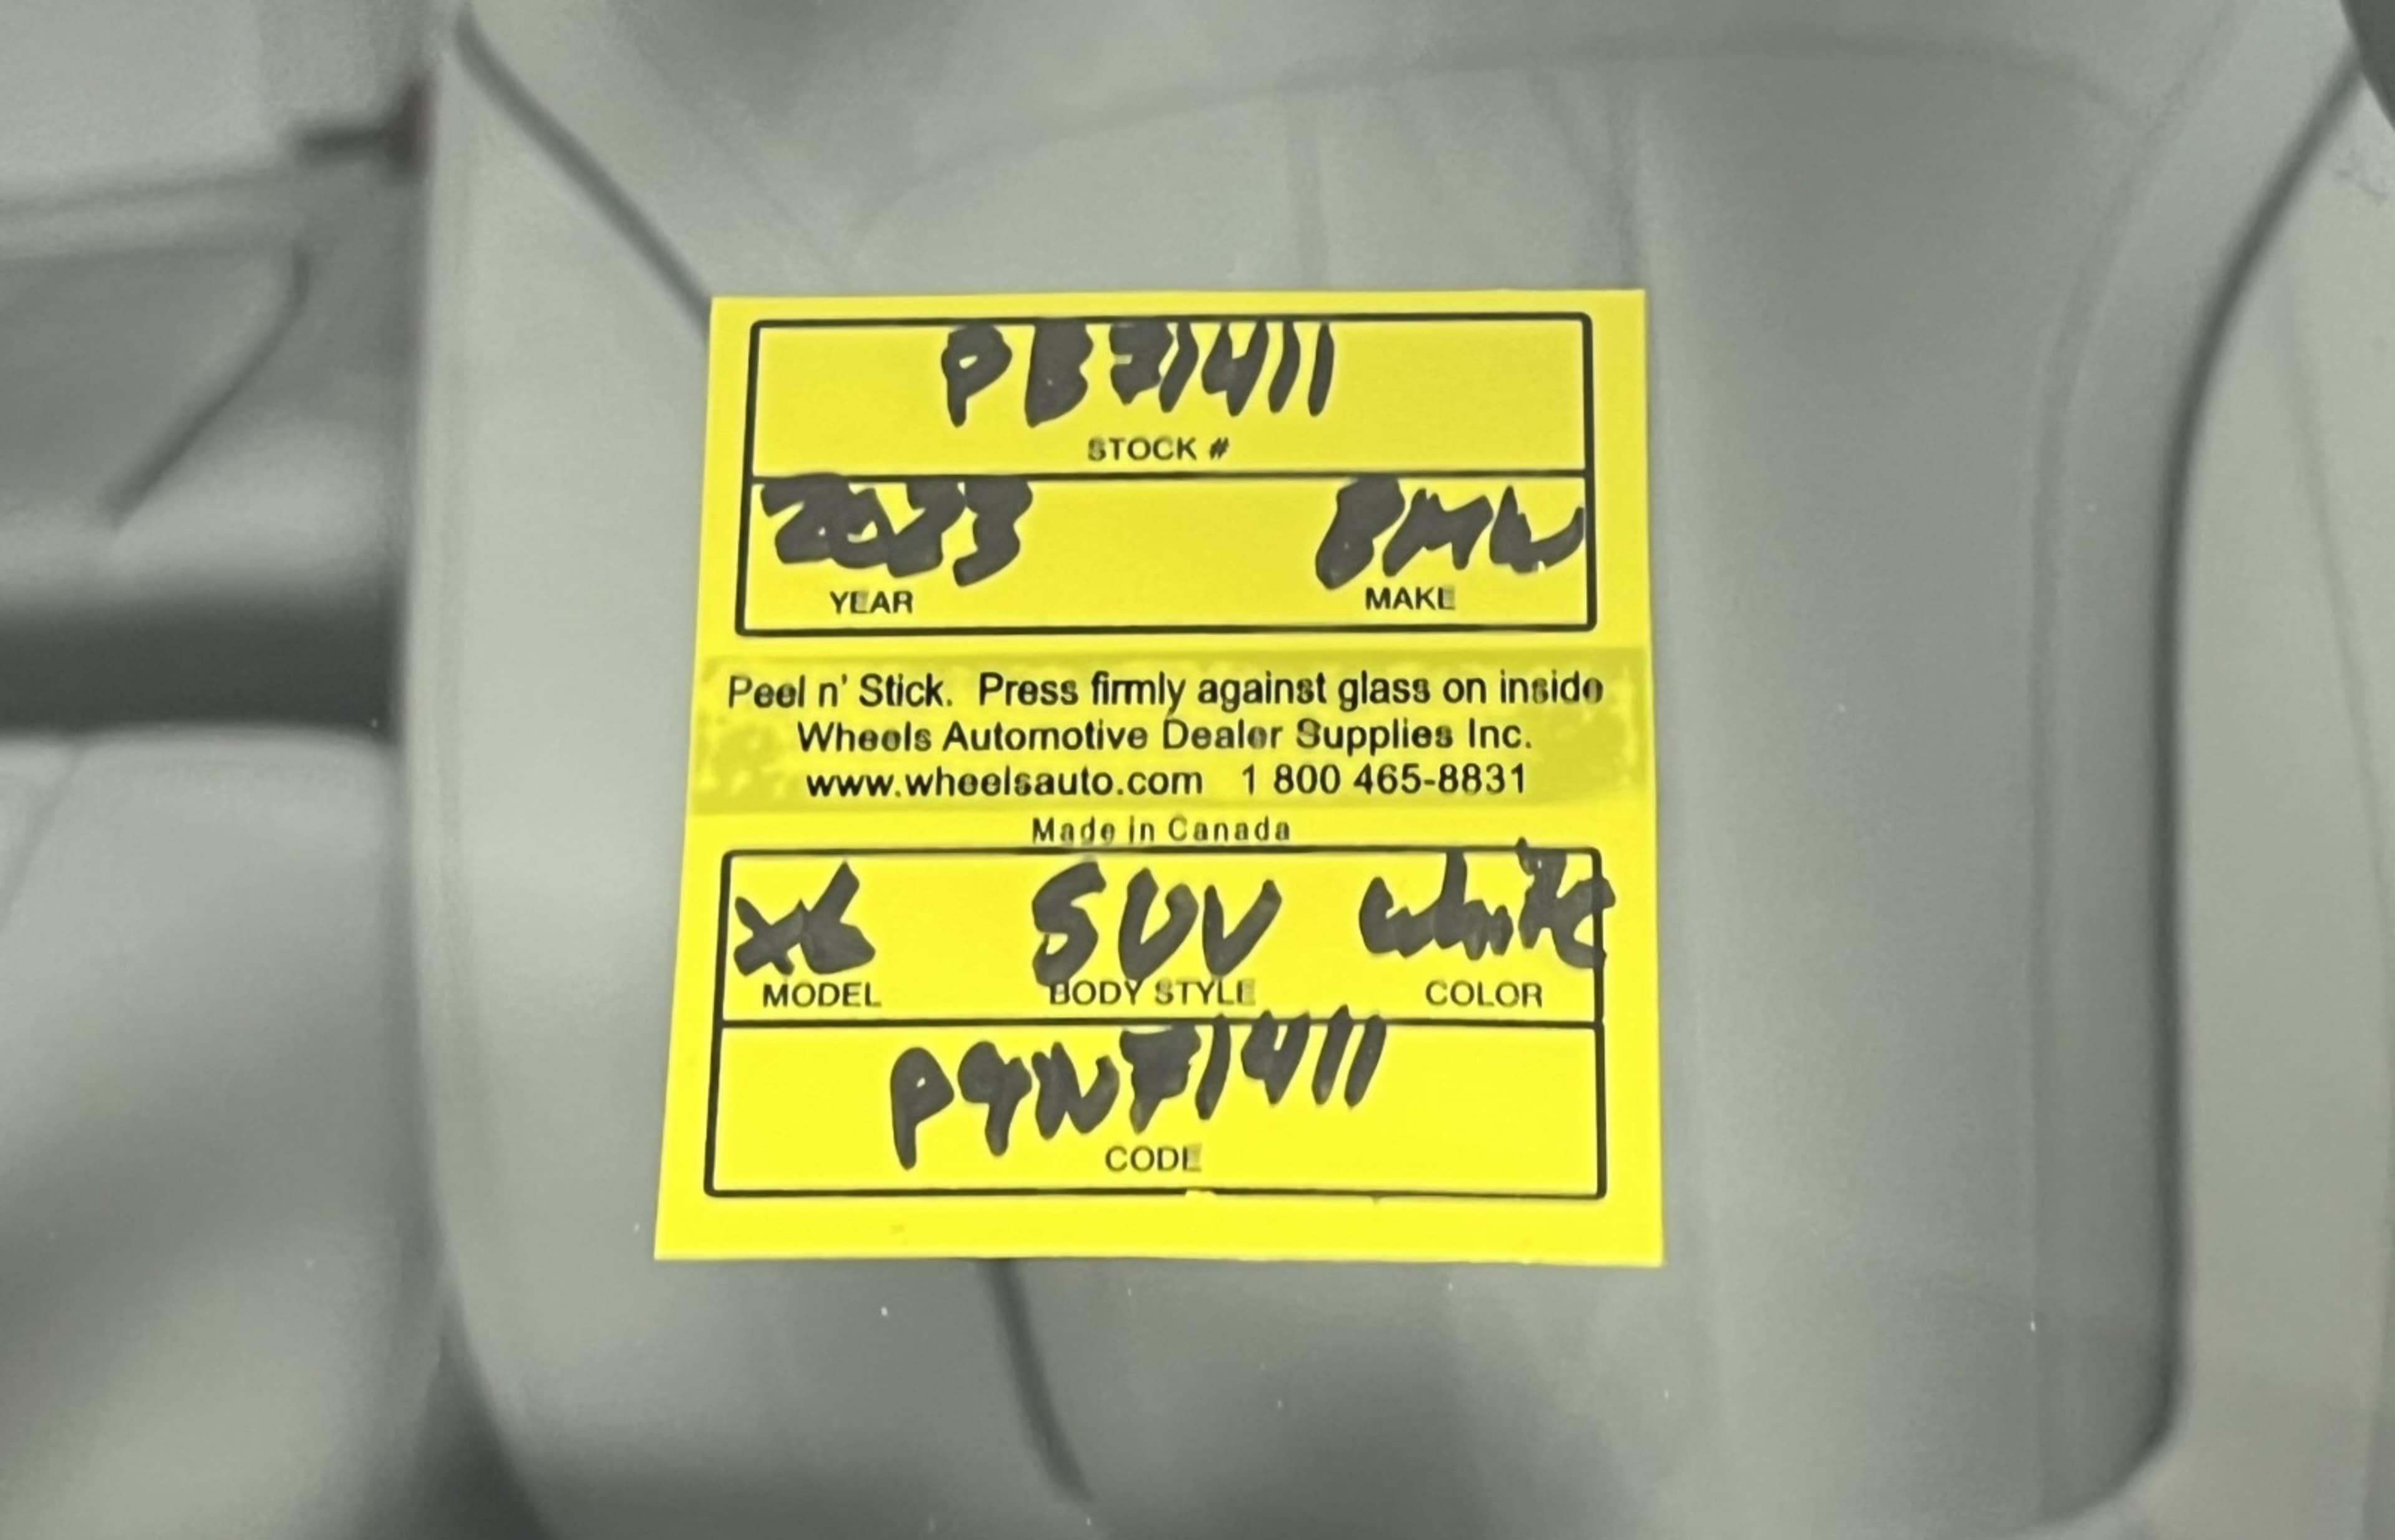 PB71411
STOCK #
2023 BMW
YEAR MAKE
Peel n' Stick. Press firmly against glass on inside
Wheels Automotive Dealer Supplies Inc.
www.wheelsauto.com 1 800 465-8831
Made in Canada
X6 SUV White
MODEL BODY STYLE COLOR
P9N71411
CODE